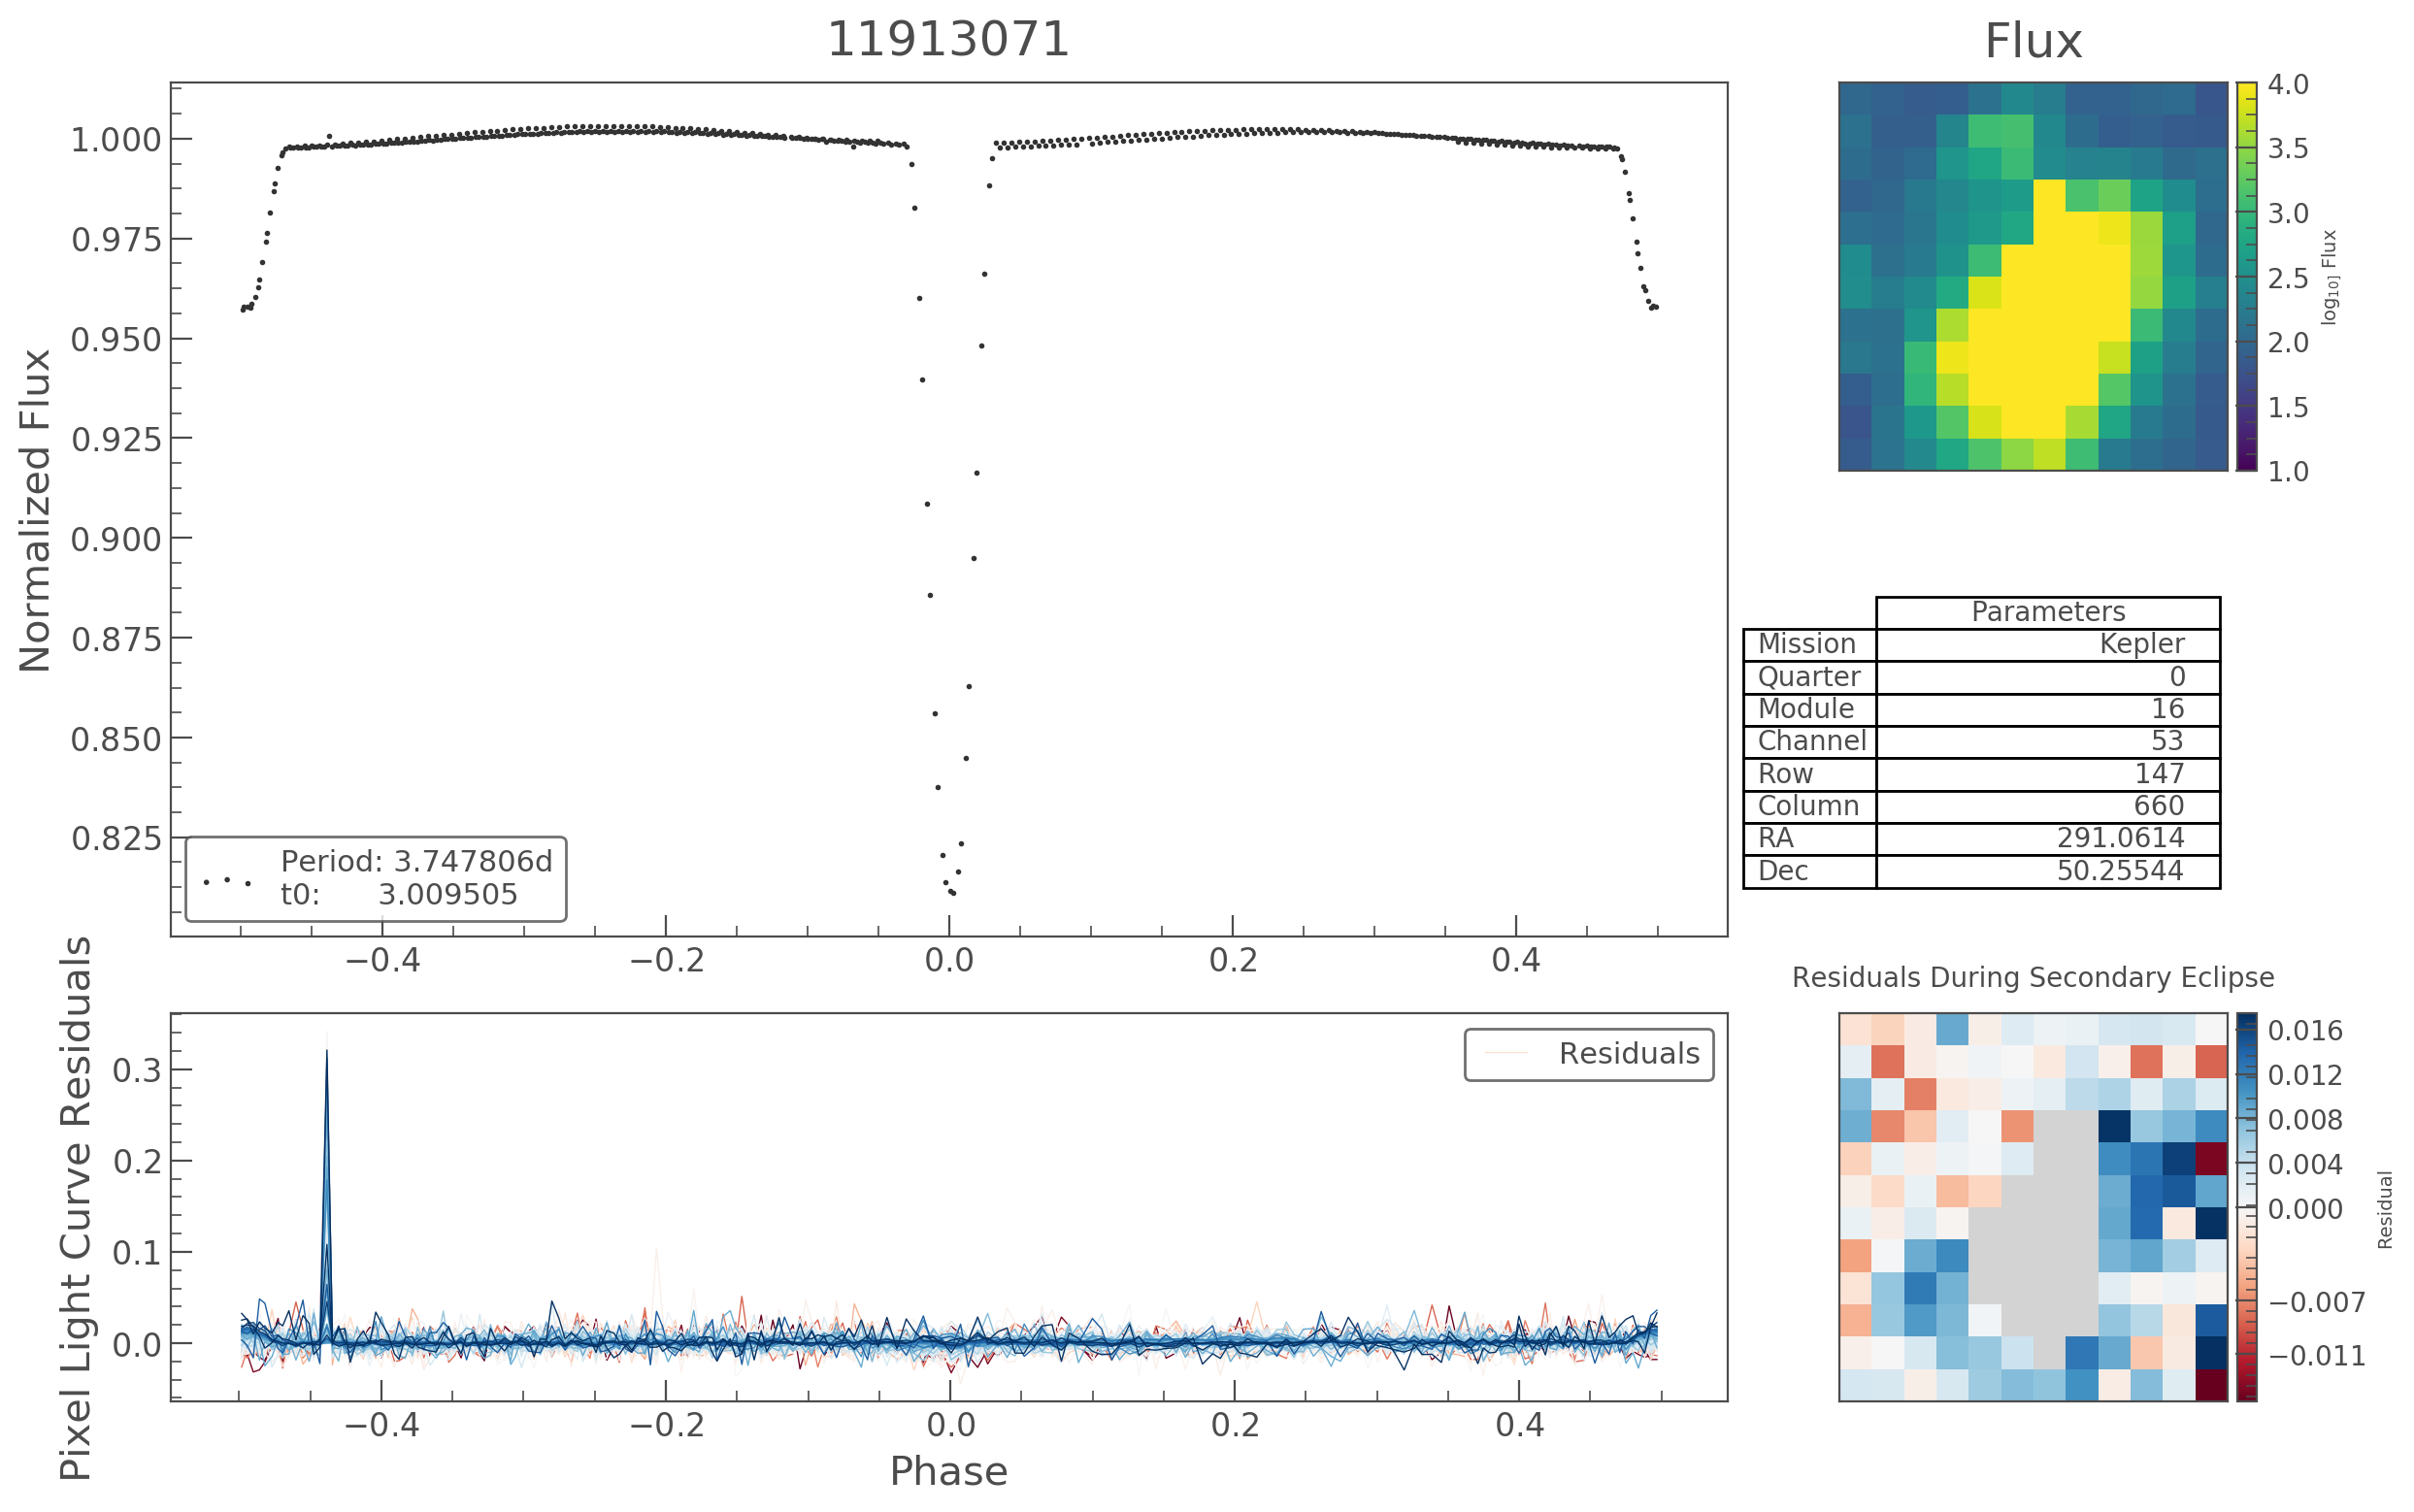 11913071
Normalized Flux
1.000
0.975
0.950
0.925
0.900
0.875
0.850
0.825
Period: 3.747806d
t0: 3.009505
−0.4
−0.2
0.0
0.2
0.4
Flux
4.0
3.5
3.0
2.5
2.0
1.5
1.0
log10] Flux
Parameters
Mission Kepler
Quarter 0
Module 16
Channel 53
Row 147
Column 660
RA 291.0614
Dec 50.25544
Pixel Light Curve Residuals
0.3
0.2
0.1
0.0
Residuals
−0.4
−0.2
0.0
0.2
0.4
Phase
Residuals During Secondary Eclipse
0.016
0.012
0.008
0.004
0.000
−0.007
−0.011
Residual